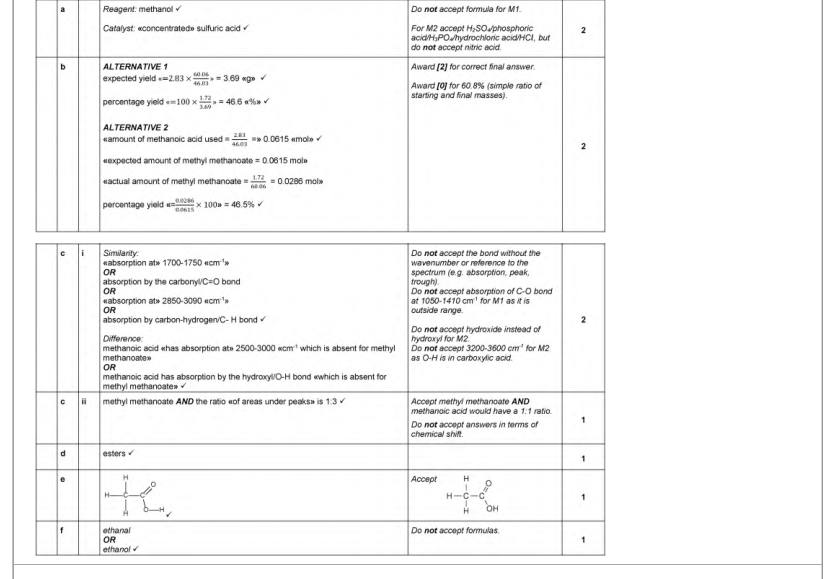 a
Reagent: methanol ✓
Catalyst: «concentrated» sulfuric acid ✓
Do not accept formula for M1.
For M2 accept H₂SO₄/phosphoric
acid/H₃PO₄/hydrochloric acid/HCl, but
do not accept nitric acid.
2
b
ALTERNATIVE 1
expected yield «=2.83 × 60.06/46.03» = 3.69 «g» ✓
percentage yield «=100 × 1.72/3.69» = 46.6 «%» ✓
ALTERNATIVE 2
«amount of methanoic acid used = 2.83/46.03 =» 0.0615 «mol» ✓
«expected amount of methyl methanoate = 0.0615 mol»
«actual amount of methyl methanoate = 1.72/60.06 = 0.0286 mol»
percentage yield «=0.0286/0.0615 × 100» = 46.5% ✓
Award [2] for correct final answer.
Award [0] for 60.8% (simple ratio of
starting and final masses).
2
c i
Similarity:
«absorption at» 1700-1750 «cm⁻¹»
OR
absorption by the carbonyl/C=O bond
OR
«absorption at» 2850-3090 «cm⁻¹»
OR
absorption by carbon-hydrogen/C- H bond ✓
Difference:
methanoic acid «has absorption at» 2500-3000 «cm⁻¹ which is absent for methyl
methanoate»
OR
methanoic acid has absorption by the hydroxyl/O-H bond «which is absent for
methyl methanoate» ✓
Do not accept the bond without the
wavenumber or reference to the
spectrum (e.g. absorption, peak,
trough).
Do not accept absorption of C-O bond
at 1050-1410 cm⁻¹ for M1 as it is
outside range.
Do not accept hydroxide instead of
hydroxyl for M2.
Do not accept 3200-3600 cm⁻¹ for M2
as O-H is in carboxylic acid.
2
c ii
methyl methanoate AND the ratio «of areas under peaks» is 1:3 ✓
Accept methyl methanoate AND
methanoic acid would have a 1:1 ratio.
Do not accept answers in terms of
chemical shift.
1
d
esters ✓
1
e
H
O
H—C—C
H
O—H ✓
Accept
H
O
H—C—C
H
OH
1
f
ethanal
OR
ethanol ✓
Do not accept formulas.
1